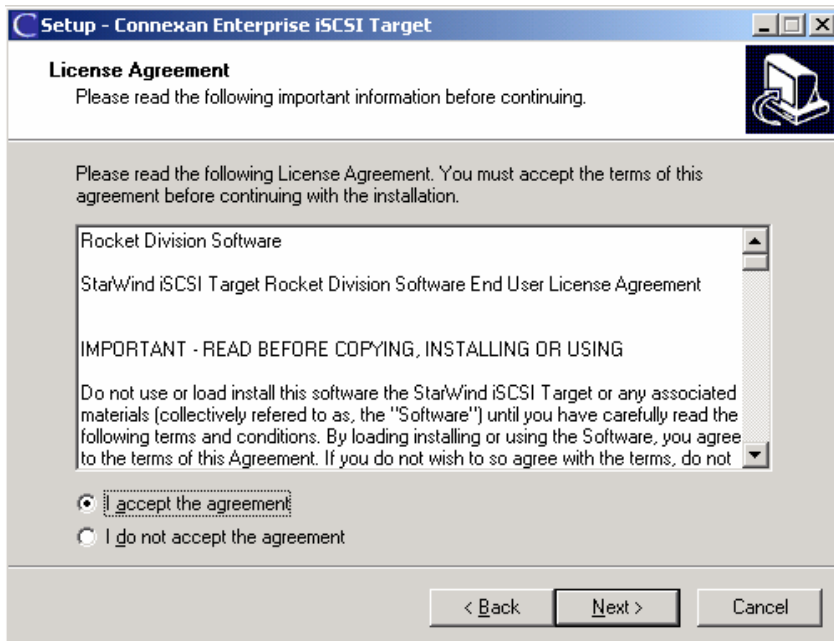 Setup - Connexan Enterprise iSCSI Target
License Agreement
Please read the following important information before continuing.
Please read the following License Agreement. You must accept the terms of this
agreement before continuing with the installation.
Rocket Division Software
StarWind iSCSI Target Rocket Division Software End User License Agreement
IMPORTANT - READ BEFORE COPYING, INSTALLING OR USING
Do not use or load install this software the StarWind iSCSI Target or any associated
materials (collectively refered to as, the "Software") until you have carefully read the
following terms and conditions. By loading installing or using the Software, you agree
to the terms of this Agreement. If you do not wish to so agree with the terms, do not
I accept the agreement
I do not accept the agreement
< Back Next > Cancel